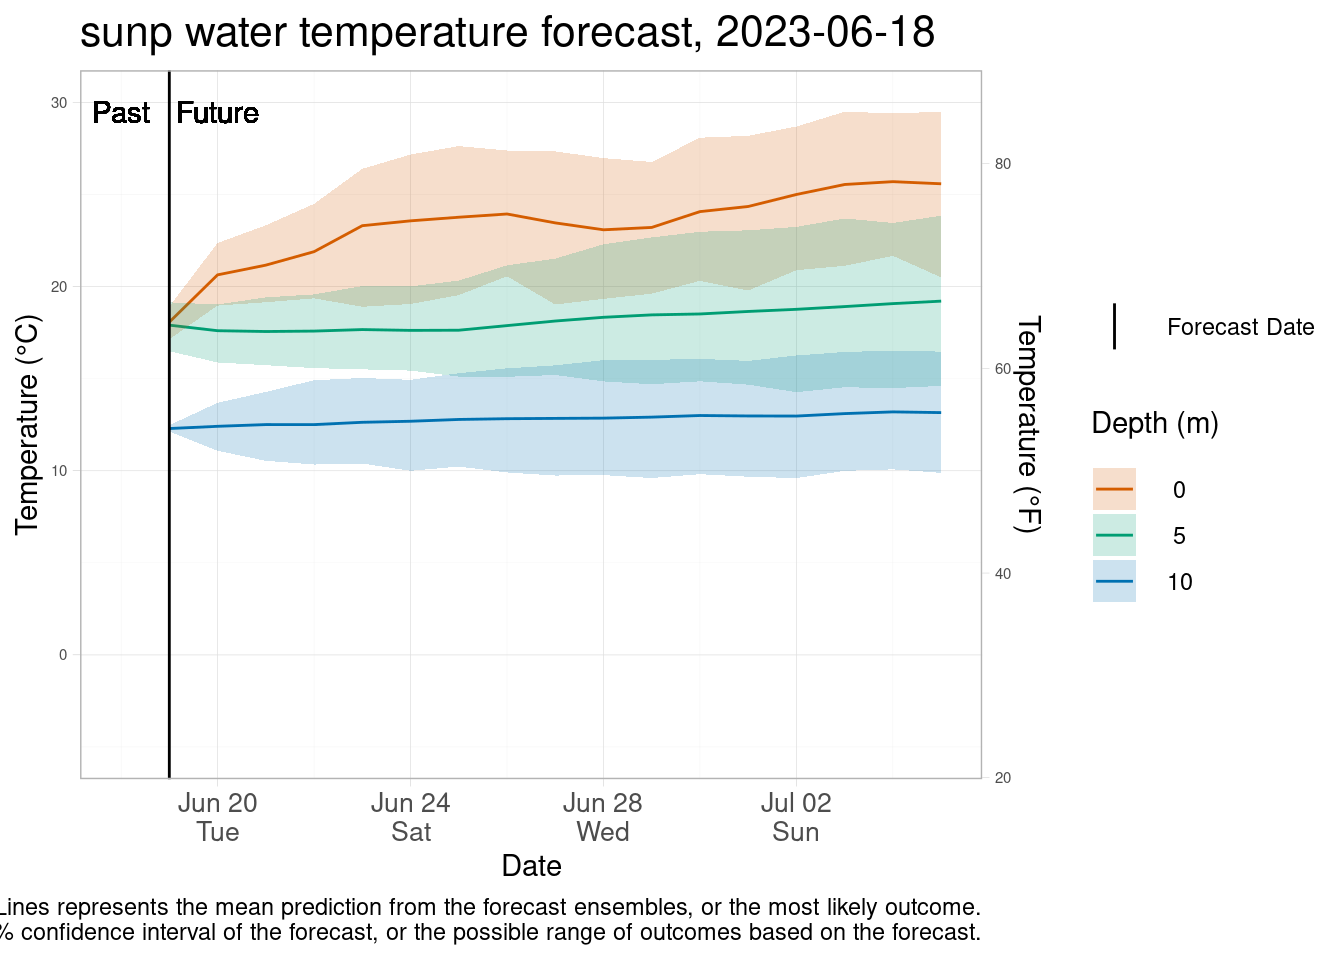 sunp water temperature forecast, 2023-06-18
Past
Future
30
20
10
0
Temperature (°C)
80
60
40
20
Temperature (°F)
Jun 20
Tue
Jun 24
Sat
Jun 28
Wed
Jul 02
Sun
Date
Forecast Date
Depth (m)
0
5
10
Lines represents the mean prediction from the forecast ensembles, or the most likely outcome.
% confidence interval of the forecast, or the possible range of outcomes based on the forecast.